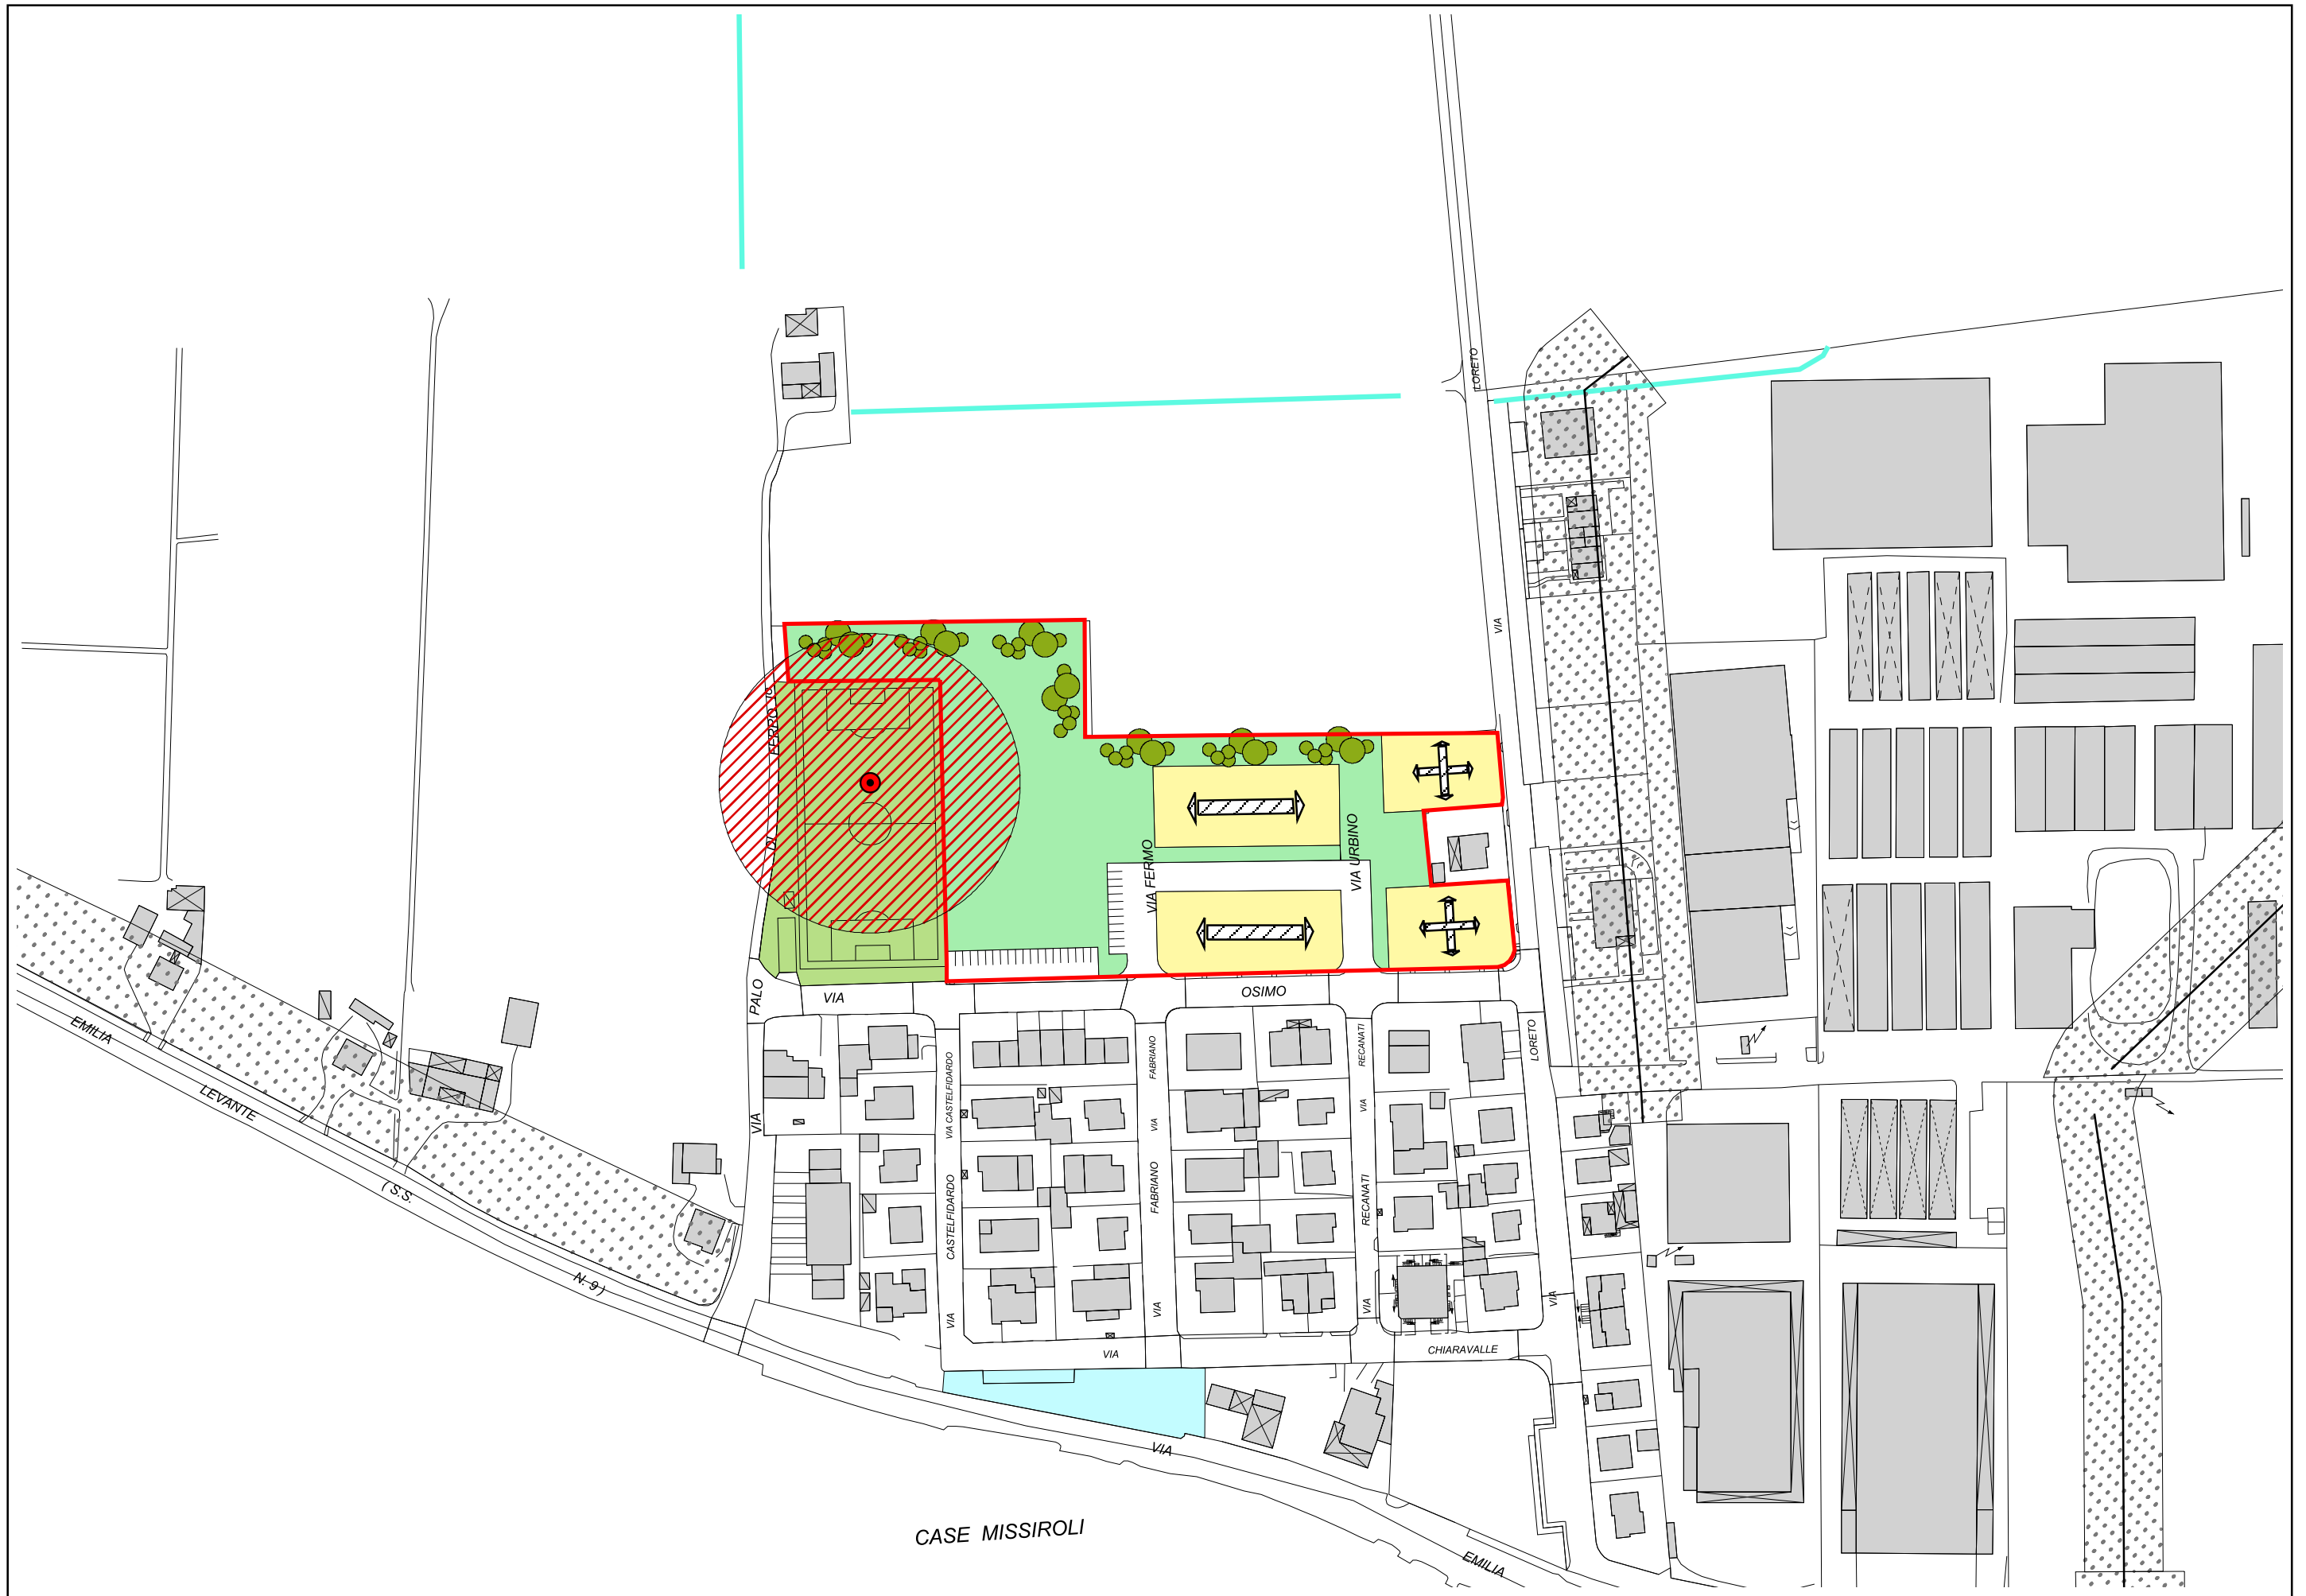 LORETO
VIA
FERRO
DI
VIA FERMO
VIA URBINO
PALO
VIA
OSIMO
EMILIA
LEVANTE
( S.S.
N. 9 )
VIA
VIA CASTELFIDARDO
CASTELFIDARDO
VIA
FABRIANO
VIA
FABRIANO
VIA
RECANATI
VIA
RECANATI
VIA
LORETO
VIA
VIA
CHIARAVALLE
VIA
EMILIA
CASE MISSIROLI